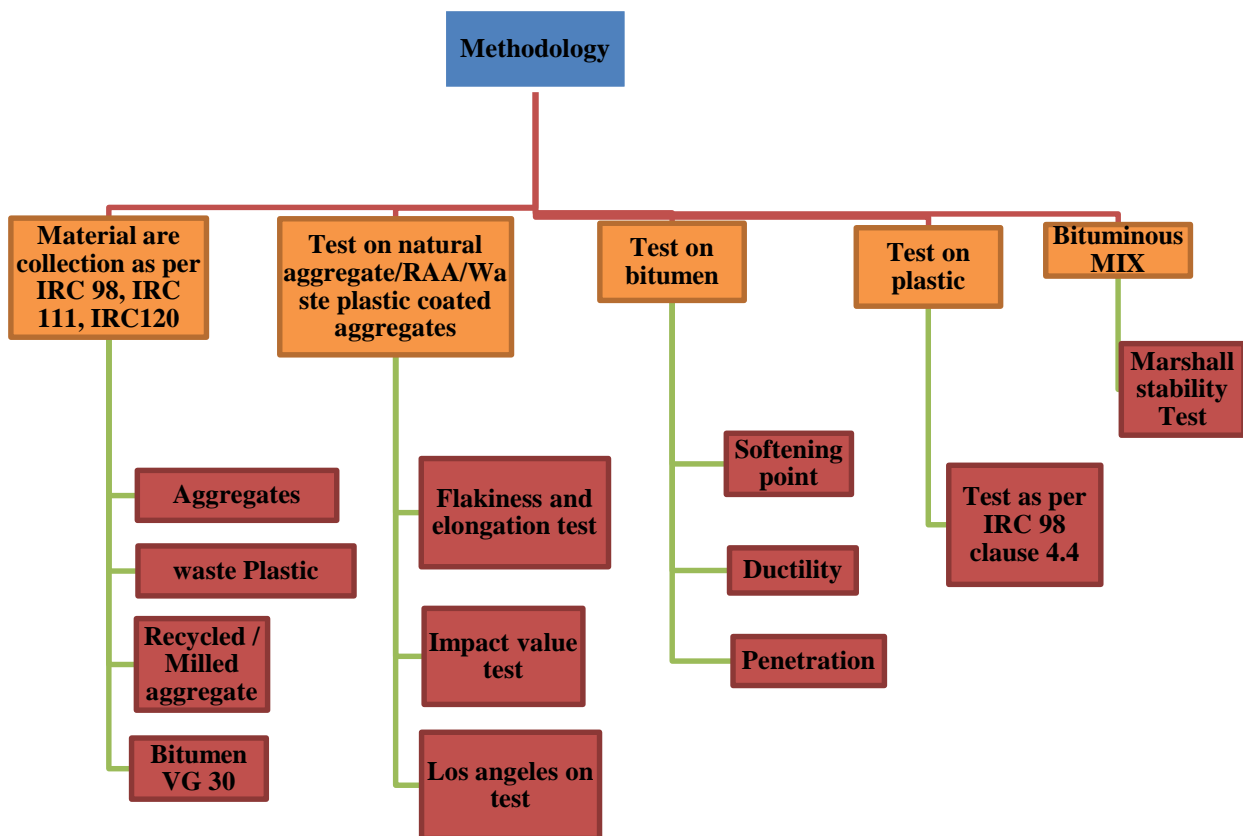 Methodology
Material are
collection as per
IRC 98, IRC
111, IRC120
Test on natural
aggregate/RAA/Wa
ste plastic coated
aggregates
Test on
bitumen
Test on
plastic
Bituminous
MIX
Aggregates
waste Plastic
Recycled /
Milled
aggregate
Bitumen
VG 30
Flakiness and
elongation test
Impact value
test
Los angeles on
test
Softening
point
Ductility
Penetration
Test as per
IRC 98
clause 4.4
Marshall
stability
Test